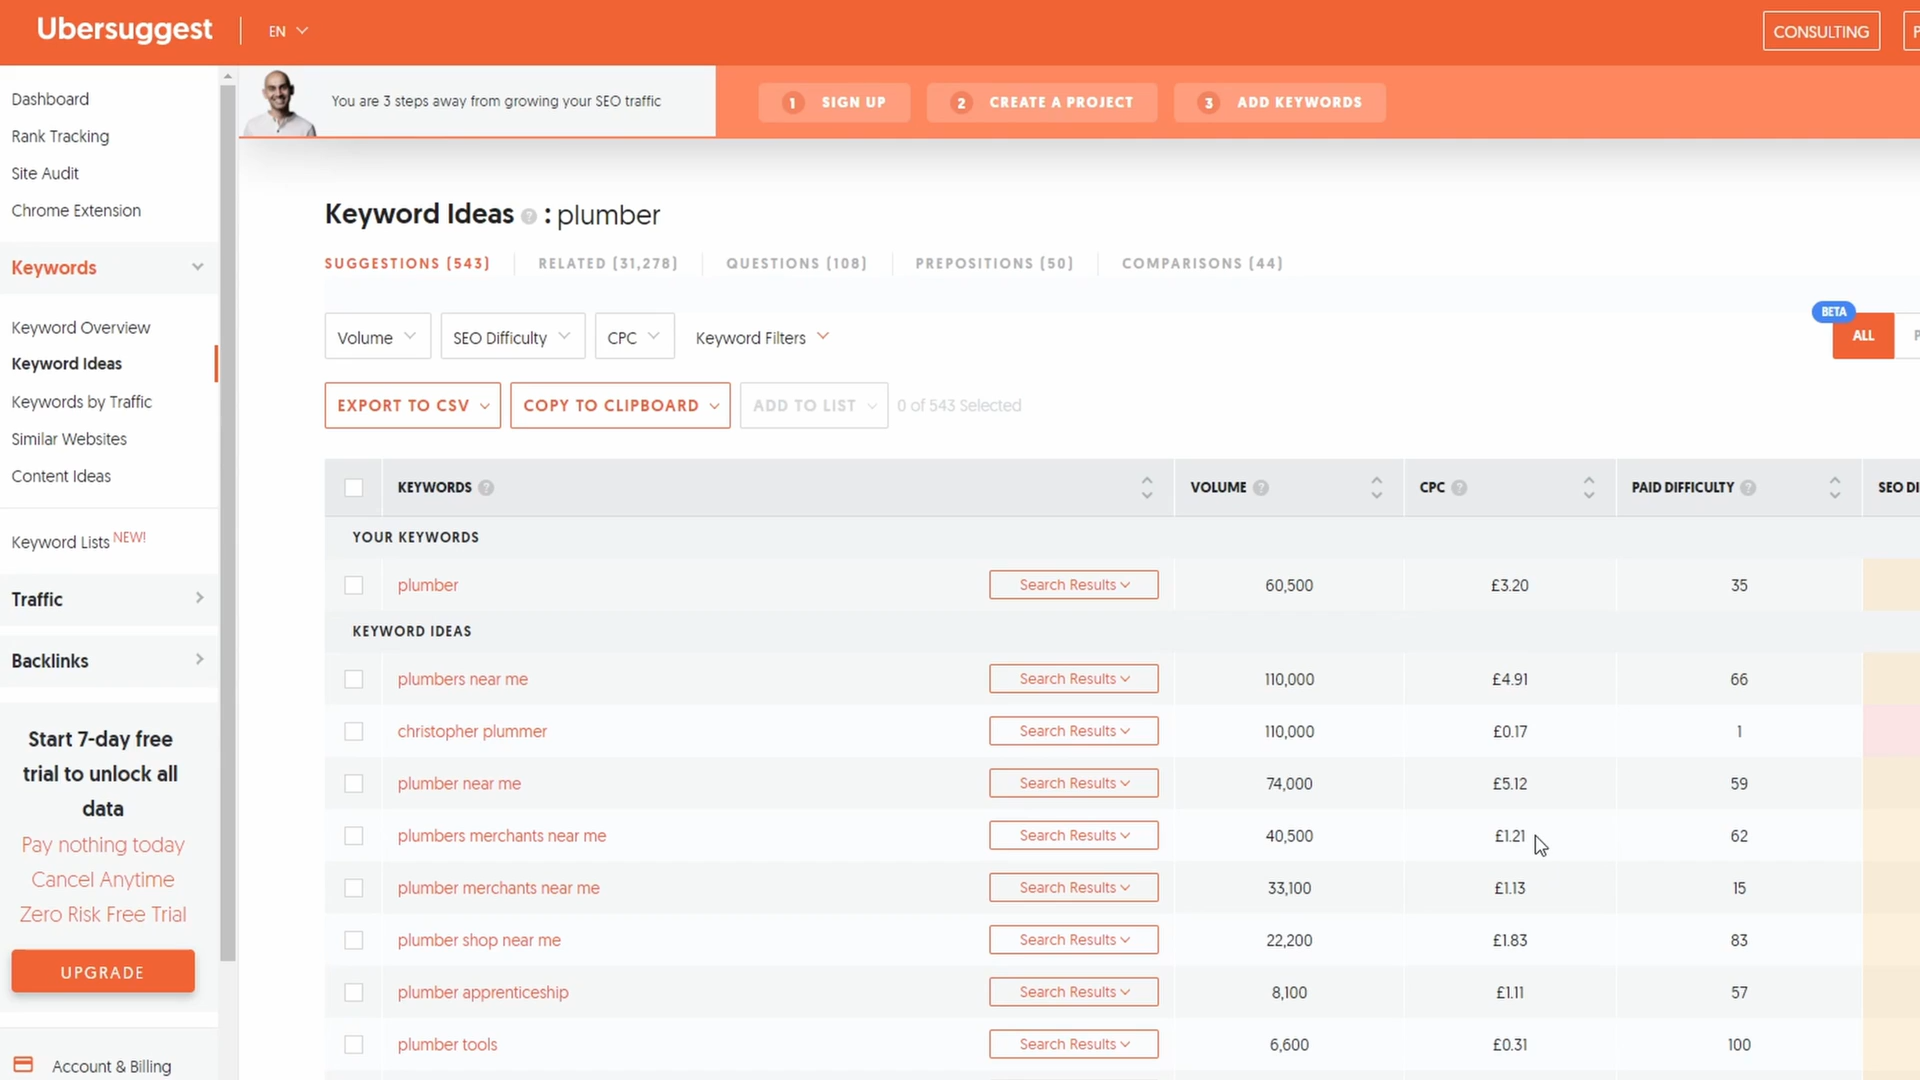 Ubersuggest
EN
CONSULTING
P
Dashboard
Rank Tracking
Site Audit
Chrome Extension
Keywords
Keyword Overview
Keyword Ideas
Keywords by Traffic
Similar Websites
Content Ideas
Keyword Lists NEW!
Traffic
Backlinks
Start 7-day free
trial to unlock all
data
Pay nothing today
Cancel Anytime
Zero Risk Free Trial
UPGRADE
Account & Billing
You are 3 steps away from growing your SEO traffic
1 SIGN UP
2 CREATE A PROJECT
3 ADD KEYWORDS
Keyword Ideas ? : plumber
SUGGESTIONS (543)
RELATED (31,278)
QUESTIONS (108)
PREPOSITIONS (50)
COMPARISONS (44)
Volume
SEO Difficulty
CPC
Keyword Filters
BETA
ALL
P
EXPORT TO CSV
COPY TO CLIPBOARD
ADD TO LIST
0 of 543 Selected
KEYWORDS ? VOLUME ? CPC ? PAID DIFFICULTY ? SEO DI
YOUR KEYWORDS
plumber Search Results 60,500 £3.20 35
KEYWORD IDEAS
plumbers near me Search Results 110,000 £4.91 66
christopher plummer Search Results 110,000 £0.17 1
plumber near me Search Results 74,000 £5.12 59
plumbers merchants near me Search Results 40,500 £1.21 62
plumber merchants near me Search Results 33,100 £1.13 15
plumber shop near me Search Results 22,200 £1.83 83
plumber apprenticeship Search Results 8,100 £1.11 57
plumber tools Search Results 6,600 £0.31 100